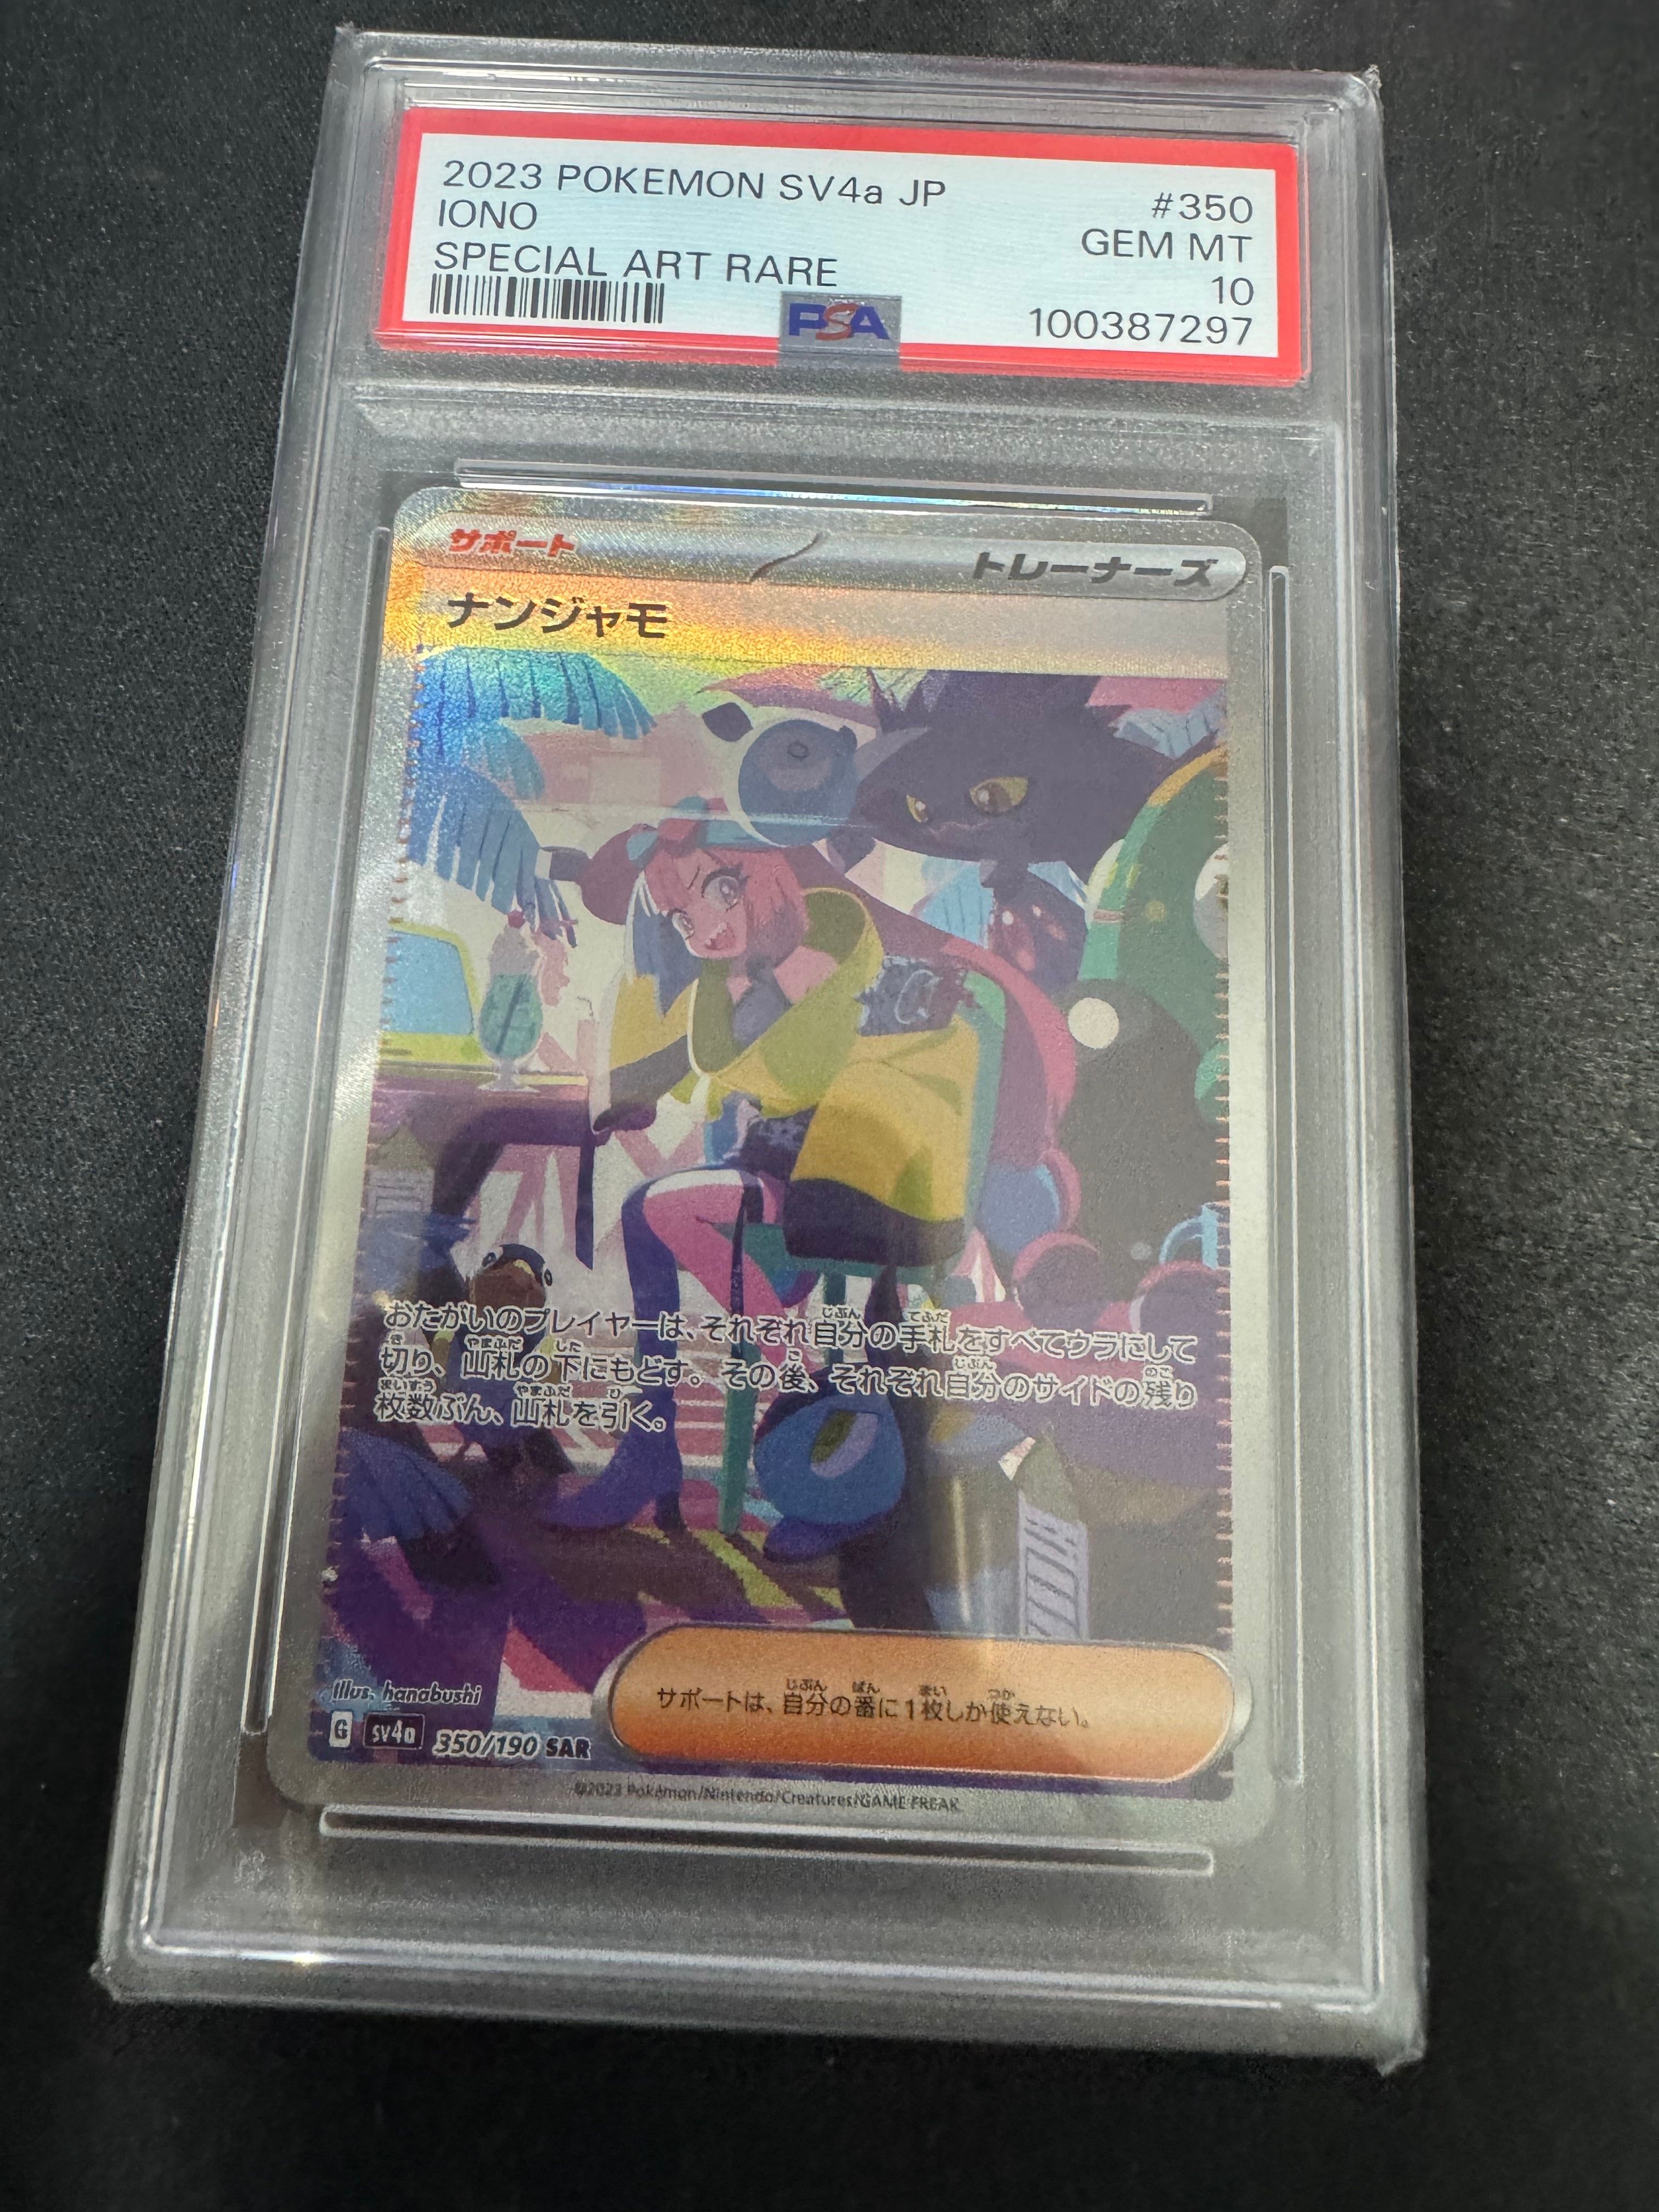 2023 POKEMON SV4a JP #350
IONO GEM MT
SPECIAL ART RARE 10
PSA 100387297
サポート トレーナーズ
ナンジャモ
おたがいのプレイヤーは、それぞれ自分の手札をすべてウラにして
切り、山札の下にもどす。その後、それぞれ自分のサイドの残り
枚数ぶん、山札を引く。
サポートは、自分の番に1枚しか使えない。
Illus. hanabushi
G SV4a 350/190 SAR
©2023 Pokémon/Nintendo/Creatures/GAME FREAK